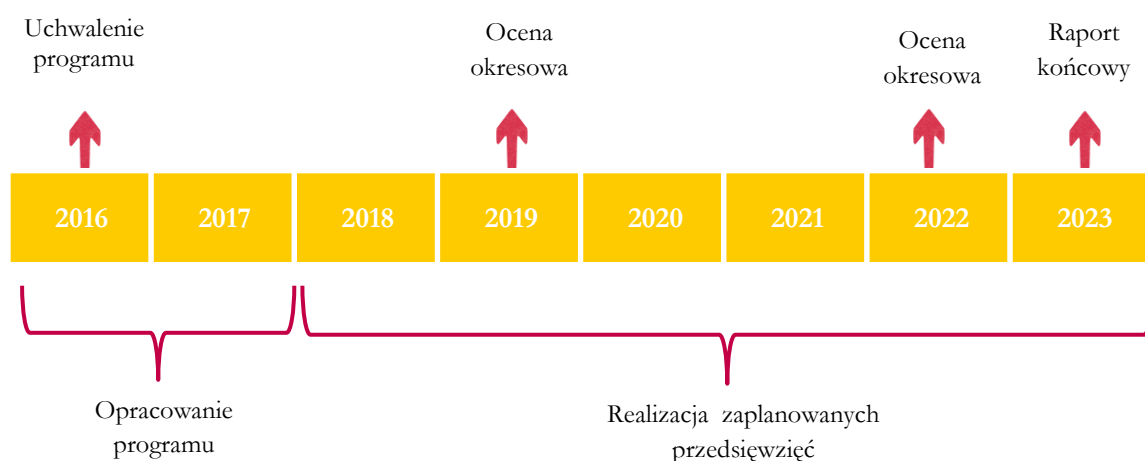 Uchwalenie
programu
Ocena
okresowa
Ocena
okresowa
Raport
końcowy
2016
2017
2018
2019
2020
2021
2022
2023
Opracowanie
programu
Realizacja zaplanowanych
przedsięwzięć